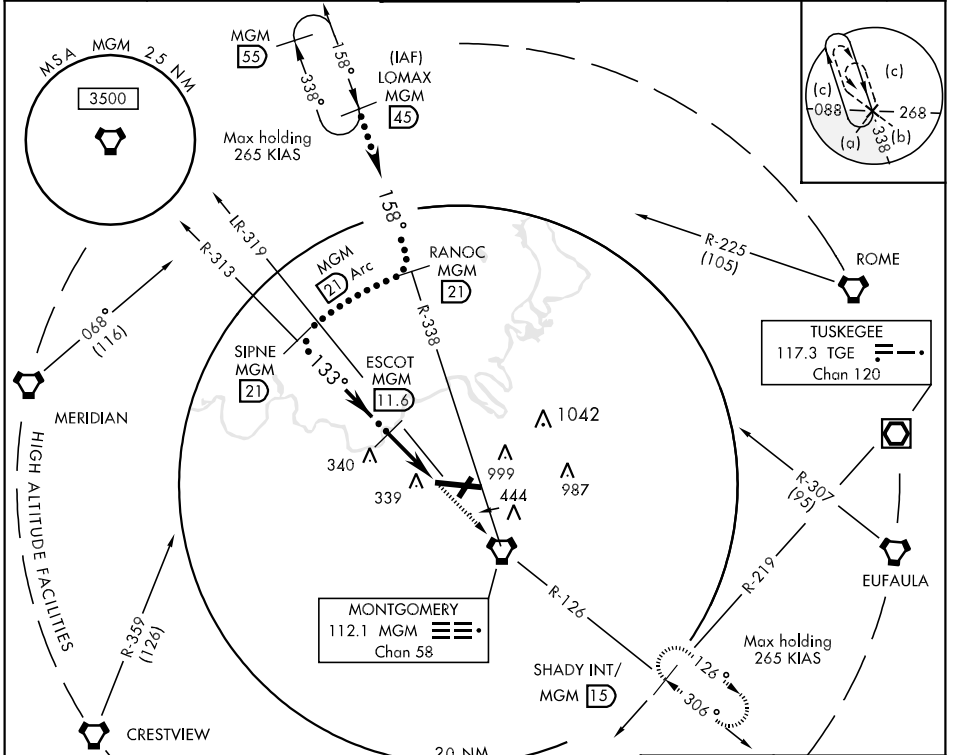 MSA MGM 25 NM
3500
MGM
55
158°
338°
(IAF)
LOMAX
MGM
45
Max holding
265 KIAS
(c)
(c)
088
268
(a)
(b)
338
158°
LR-319
R-313
MGM
21 Arc
RANOC
MGM
21
R-225
(105)
ROME
068°
(116)
MERIDIAN
SIPNE
MGM
21
133°
ESCOT
MGM
11.6
R-338
TUSKEGEE
117.3 TGE
Chan 120
1042
340
999
987
339
444
R-307
(95)
HIGH ALTITUDE FACILITIES
EUFAULA
R-219
R-126
MONTGOMERY
112.1 MGM
Chan 58
R-359
(126)
Max holding
265 KIAS
SHADY INT/
MGM 15
126°
306°
CRESTVIEW
20 NM